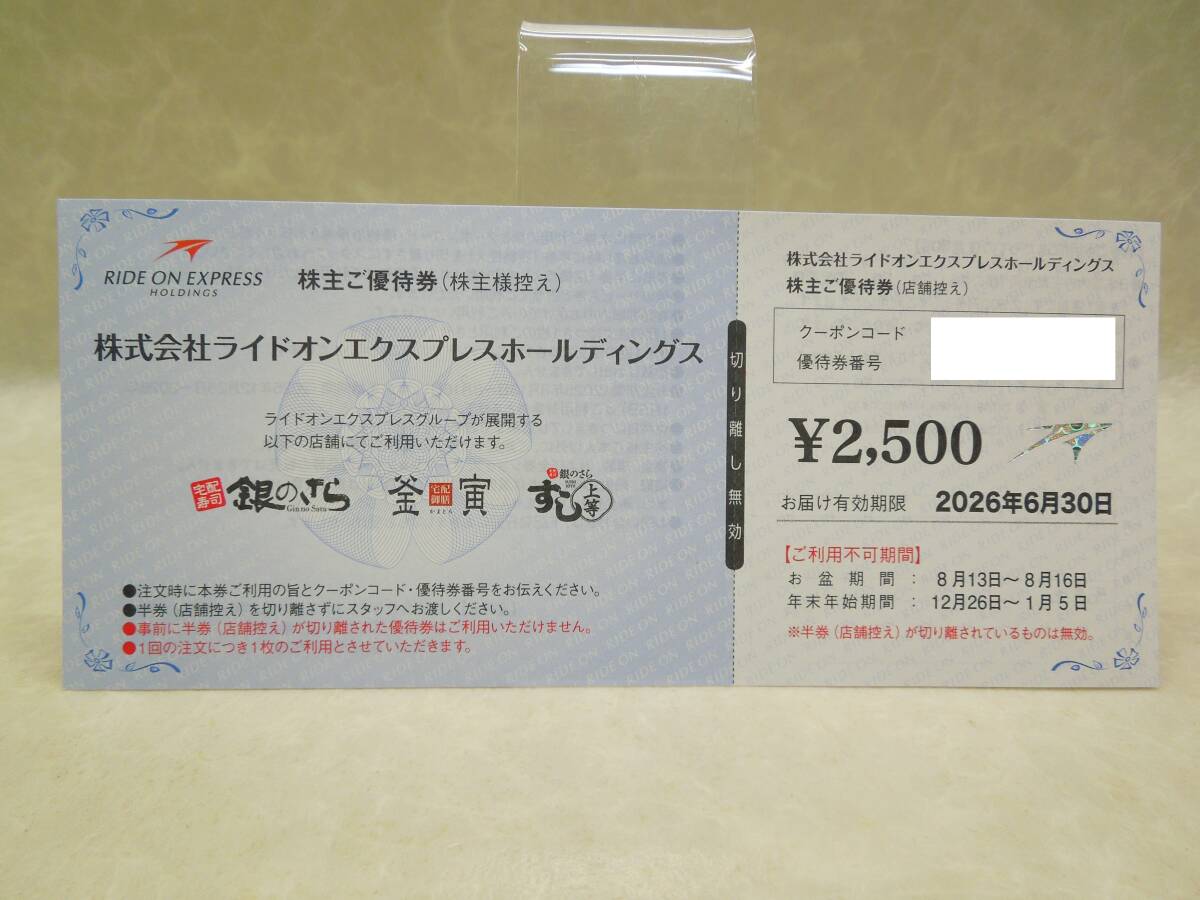 RIDE ON EXPRESS
HOLDINGS
株主ご優待券(株主様控え)
株式会社ライドオンエクスプレスホールディングス
ライドオンエクスプレスグループが展開する
以下の店舗にてご利用いただけます。
宅配寿司 銀のさら
Gin no Sara
釜 宅配御膳 寅
かまとら
銀のさら
すし上等
●注文時に本券ご利用の旨とクーポンコード・優待券番号をお伝えください。
●半券(店舗控え)を切り離さずにスタッフへお渡しください。
●事前に半券(店舗控え)が切り離された優待券はご利用いただけません。
●1回の注文につき1枚のご利用とさせていただきます。
切り離し無効
株式会社ライドオンエクスプレスホールディングス
株主ご優待券(店舗控え)
クーポンコード
優待券番号
¥2,500
お届け有効期限 2026年6月30日
【ご利用不可期間】
お盆期間: 8月13日〜8月16日
年末年始期間: 12月26日〜1月5日
※半券(店舗控え)が切り離されているものは無効。